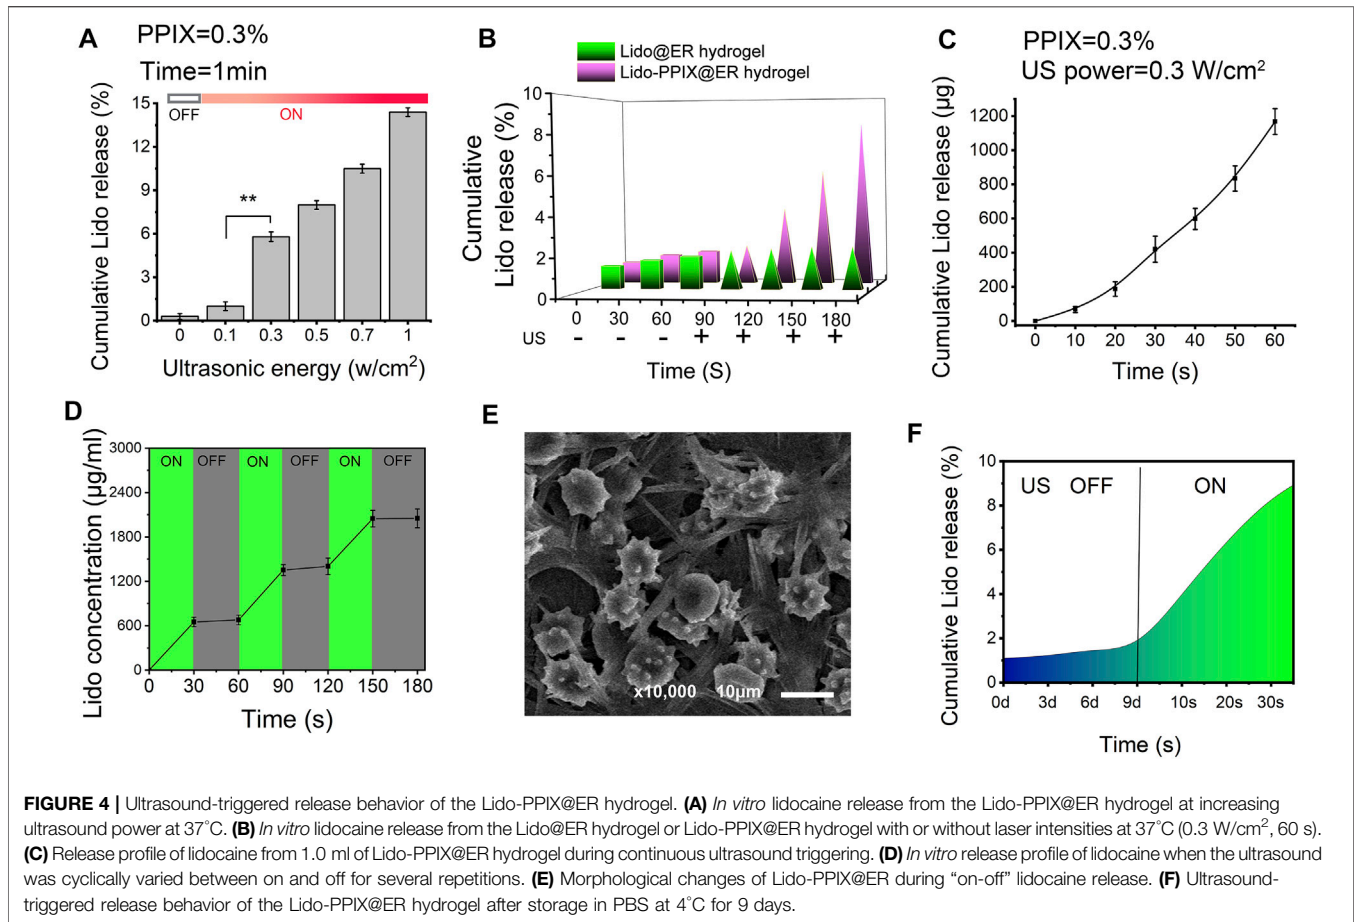 A
PPIX=0.3%
Time=1min
Cumulative Lido release (%)
15
12
9
6
3
0
OFF
ON
**
0 0.1 0.3 0.5 0.7 1
Ultrasonic energy (w/cm²)
B
Lido@ER hydrogel
Lido-PPIX@ER hydrogel
Cumulative
Lido release (%)
10
8
6
4
2
0
0 30 60 90 120 150 180
US - - - + + + +
Time (S)
C
PPIX=0.3%
US power=0.3 W/cm²
Cumulative Lido release (μg)
1200
1000
800
600
400
200
0
0 10 20 30 40 50 60
Time (s)
D
Lido concentration (μg/ml)
3000
2400
1800
1200
600
0
ON OFF ON OFF ON OFF
0 30 60 90 120 150 180
Time (s)
E
x10,000 10μm
F
Cumulative Lido release (%)
10
8
6
4
2
0
US OFF ON
0d 3d 6d 9d 10s 20s 30s
Time (s)
FIGURE 4 | Ultrasound-triggered release behavior of the Lido-PPIX@ER hydrogel. (A) In vitro lidocaine release from the Lido-PPIX@ER hydrogel at increasing
ultrasound power at 37°C. (B) In vitro lidocaine release from the Lido@ER hydrogel or Lido-PPIX@ER hydrogel with or without laser intensities at 37°C (0.3 W/cm², 60 s).
(C) Release profile of lidocaine from 1.0 ml of Lido-PPIX@ER hydrogel during continuous ultrasound triggering. (D) In vitro release profile of lidocaine when the ultrasound
was cyclically varied between on and off for several repetitions. (E) Morphological changes of Lido-PPIX@ER during “on-off” lidocaine release. (F) Ultrasound-
triggered release behavior of the Lido-PPIX@ER hydrogel after storage in PBS at 4°C for 9 days.